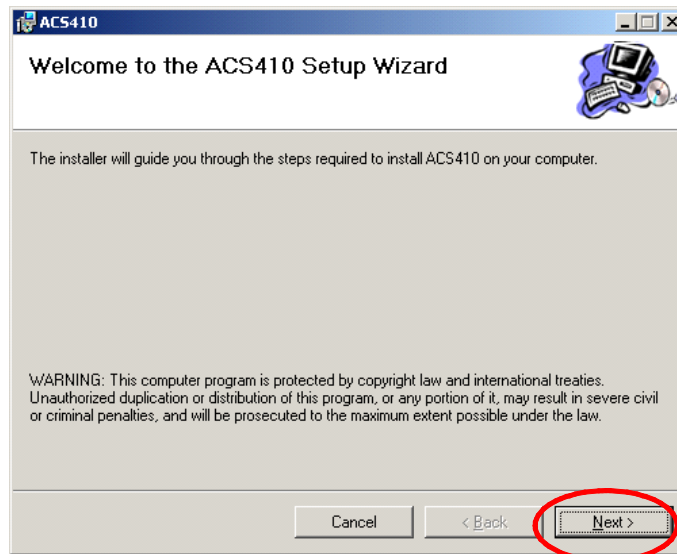 ACS410
Welcome to the ACS410 Setup Wizard
The installer will guide you through the steps required to install ACS410 on your computer.
WARNING: This computer program is protected by copyright law and international treaties.
Unauthorized duplication or distribution of this program, or any portion of it, may result in severe civil
or criminal penalties, and will be prosecuted to the maximum extent possible under the law.
Cancel
< Back
Next >